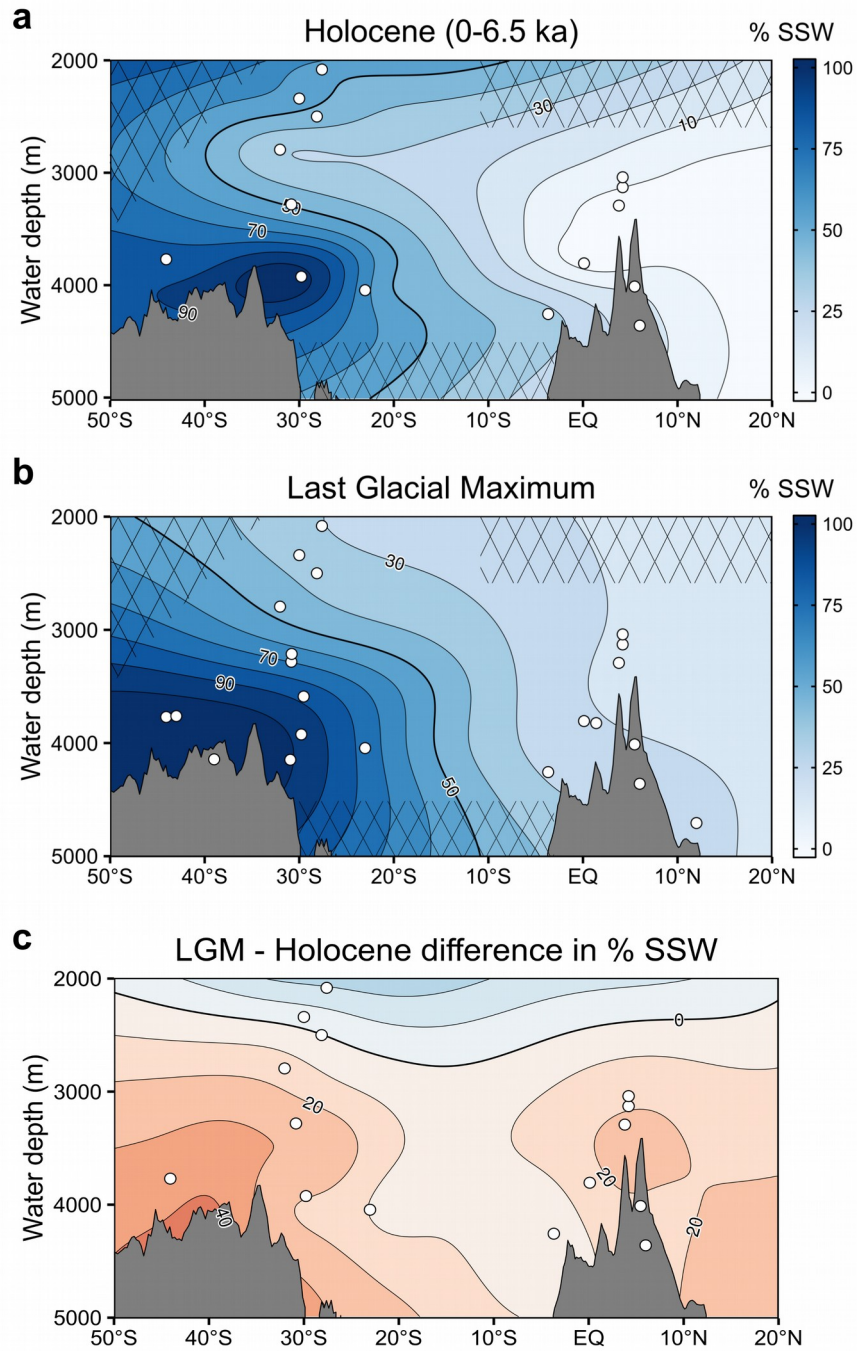 a
Holocene (0-6.5 ka)
% SSW
2000
3000
4000
5000
Water depth (m)
30
10
50
70
90
100
75
50
25
0
50°S
40°S
30°S
20°S
10°S
EQ
10°N
20°N
b
Last Glacial Maximum
% SSW
2000
3000
4000
5000
Water depth (m)
30
70
90
50
100
75
50
25
0
50°S
40°S
30°S
20°S
10°S
EQ
10°N
20°N
c
LGM - Holocene difference in % SSW
2000
3000
4000
5000
Water depth (m)
0
20
20
40
20
50°S
40°S
30°S
20°S
10°S
EQ
10°N
20°N